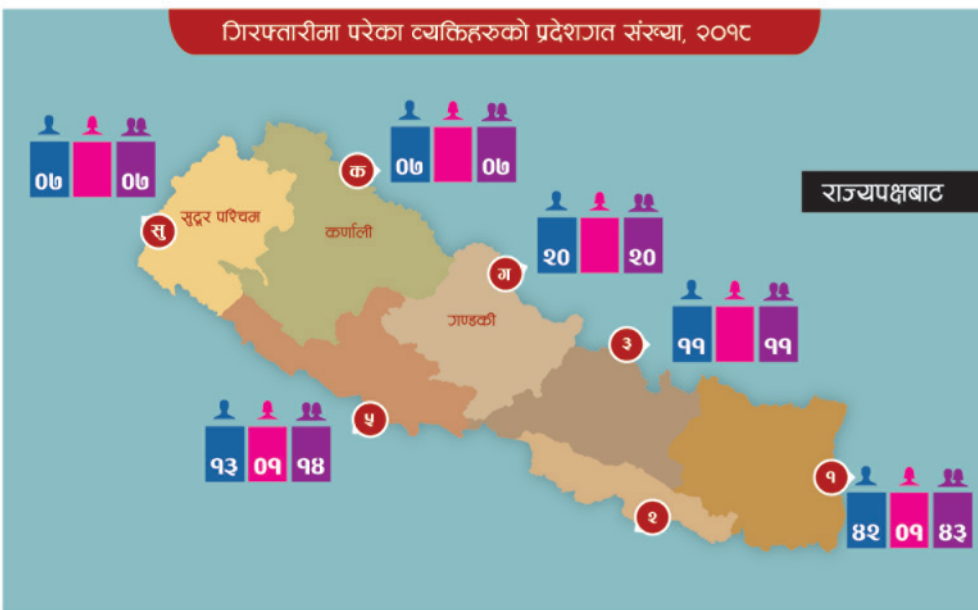 गिरफ्तारीमा परेका व्यक्तिहरुको प्रदेशगत संख्या, २०१८
०७ ०७
०७ ०७
क
राज्यपक्षबाट
सुदूर पश्चिम
सु
कर्णाली
२० २०
ग
गण्डकी
११ ११
३
५
१३ ०१ १४
१
२
४२ ०१ ४३